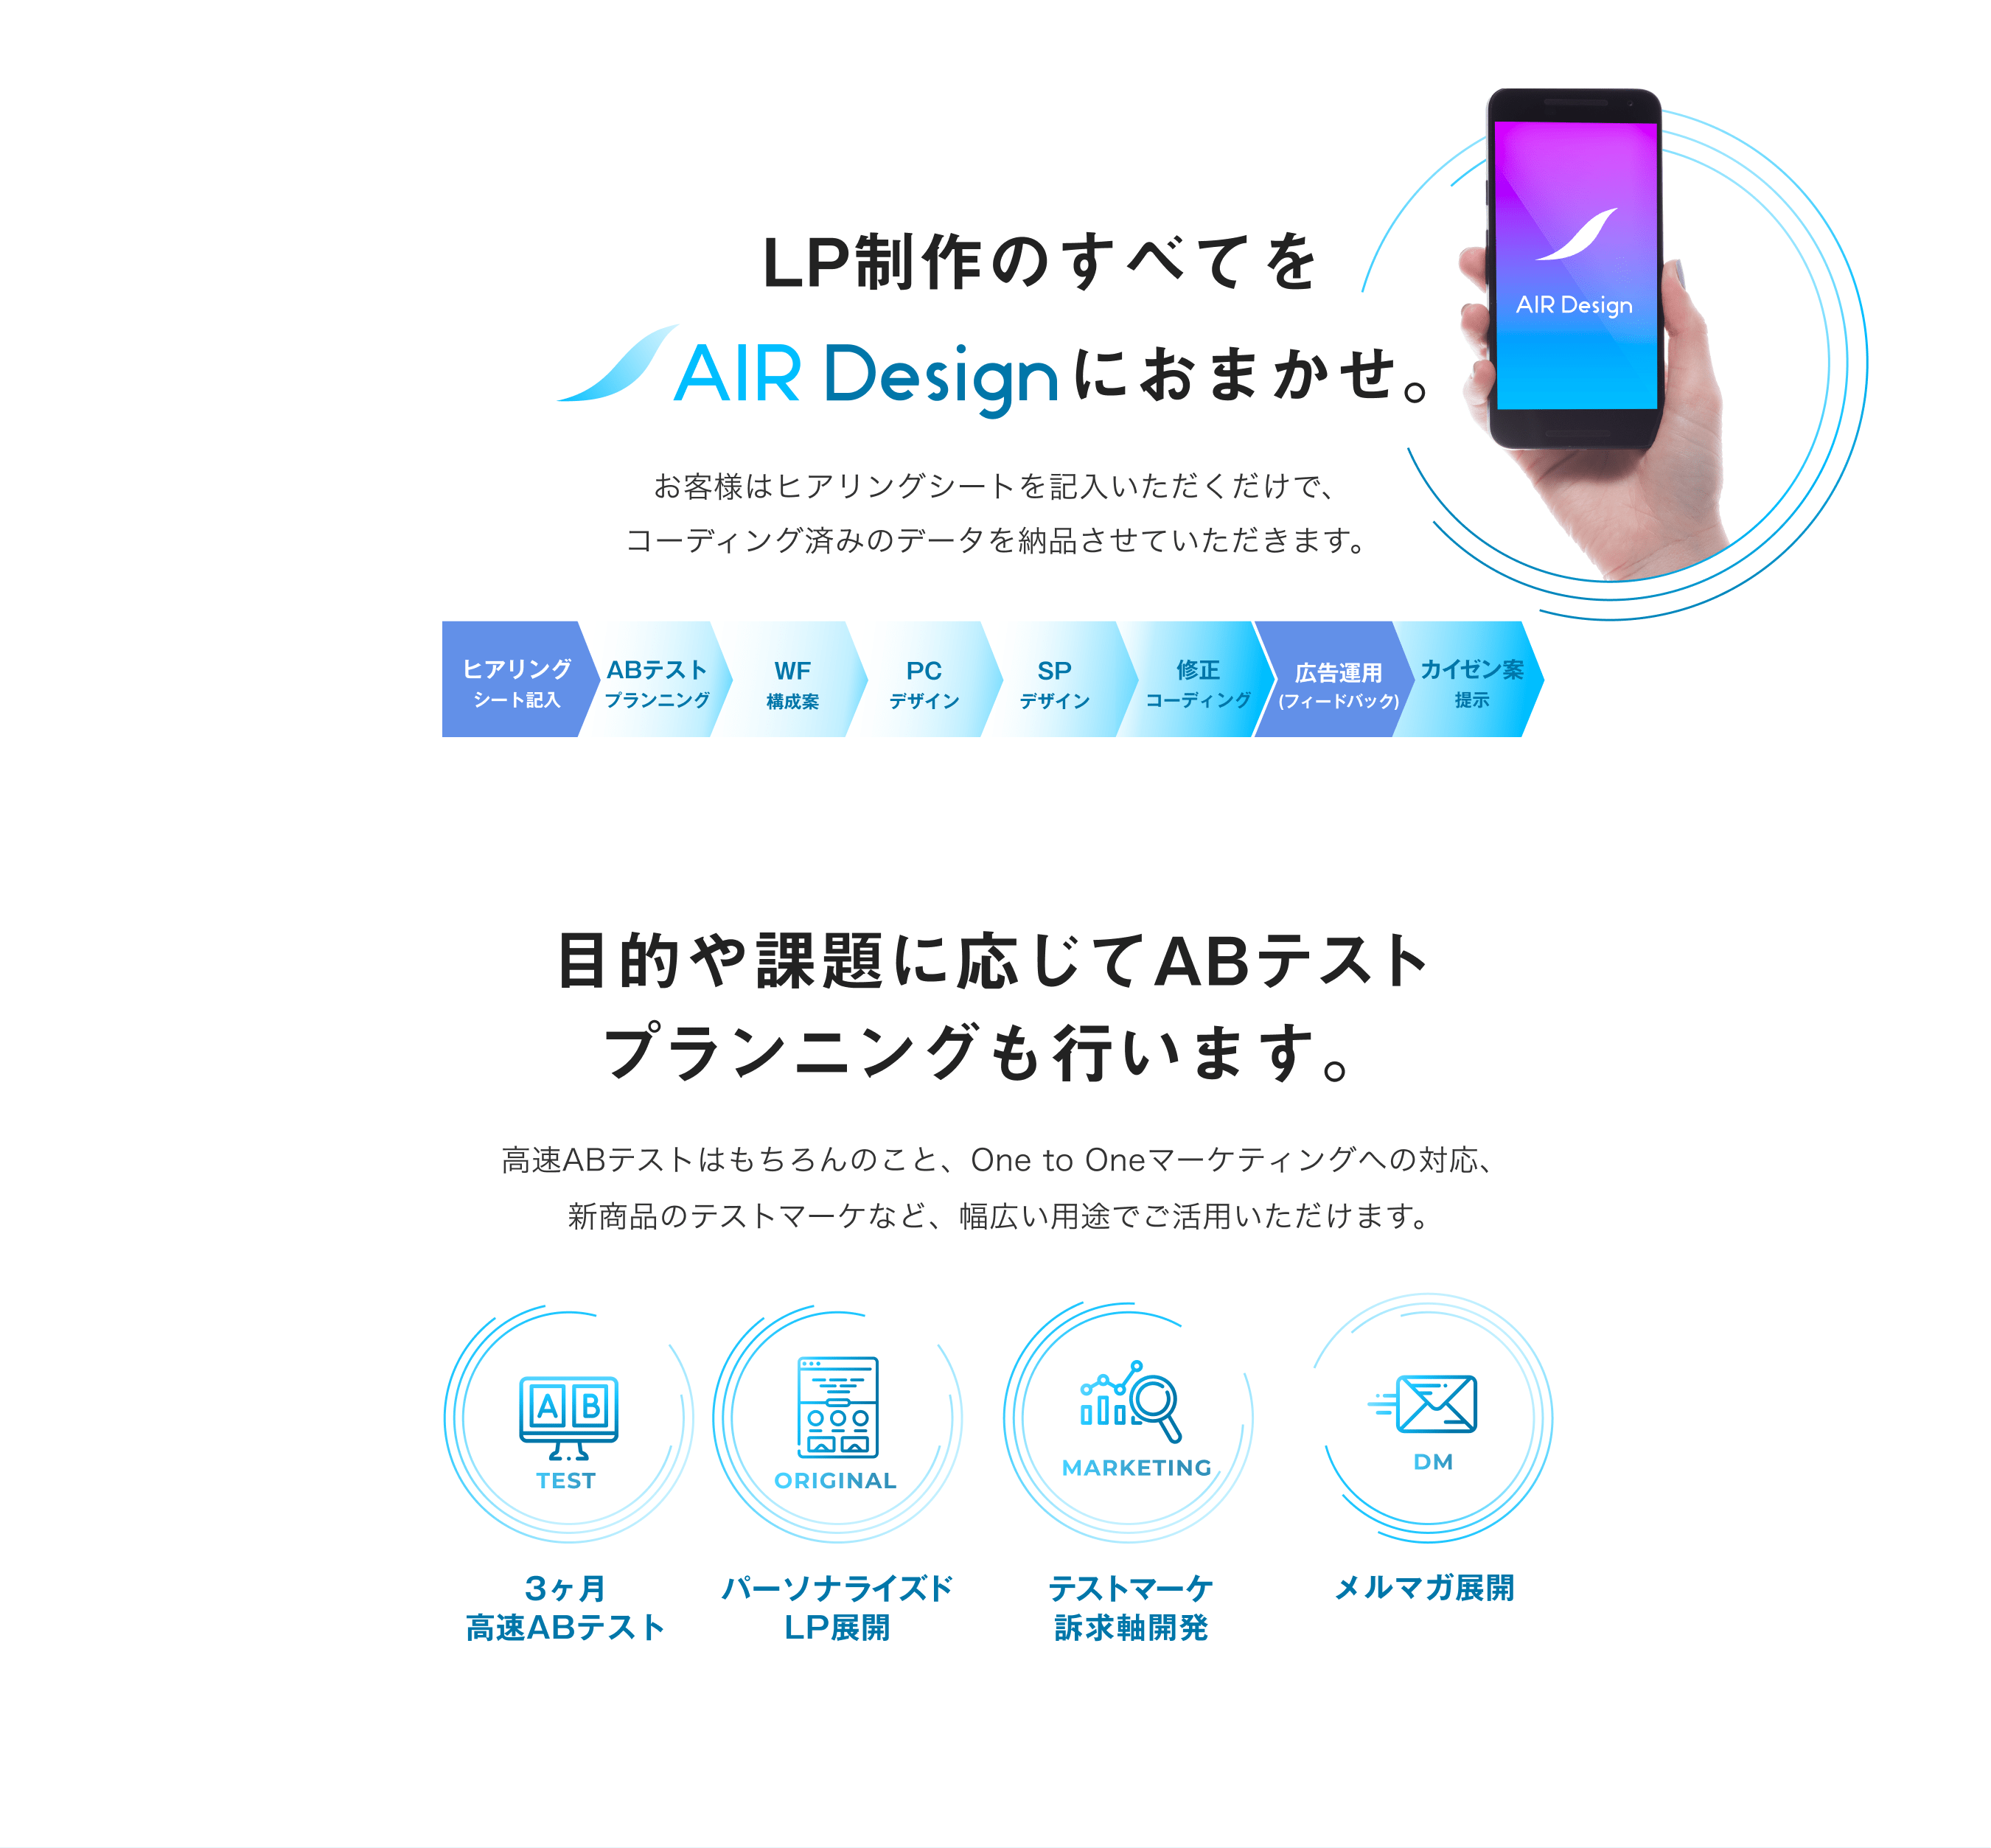 AIR Design
LP制作のすべてを
AIR Designにおまかせ。
お客様はヒアリングシートを記入いただくだけで、
コーディング済みのデータを納品させていただきます。
ヒアリング
シート記入
ABテスト
プランニング
WF
構成案
PC
デザイン
SP
デザイン
修正
コーディング
広告運用
(フィードバック)
カイゼン案
提示
目的や課題に応じてABテスト
プランニングも行います。
高速ABテストはもちろんのこと、One to Oneマーケティングへの対応、
新商品のテストマーケなど、幅広い用途でご活用いただけます。
A B
TEST
3ヶ月
高速ABテスト
ORIGINAL
パーソナライズド
LP展開
MARKETING
テストマーケ
訴求軸開発
DM
メルマガ展開